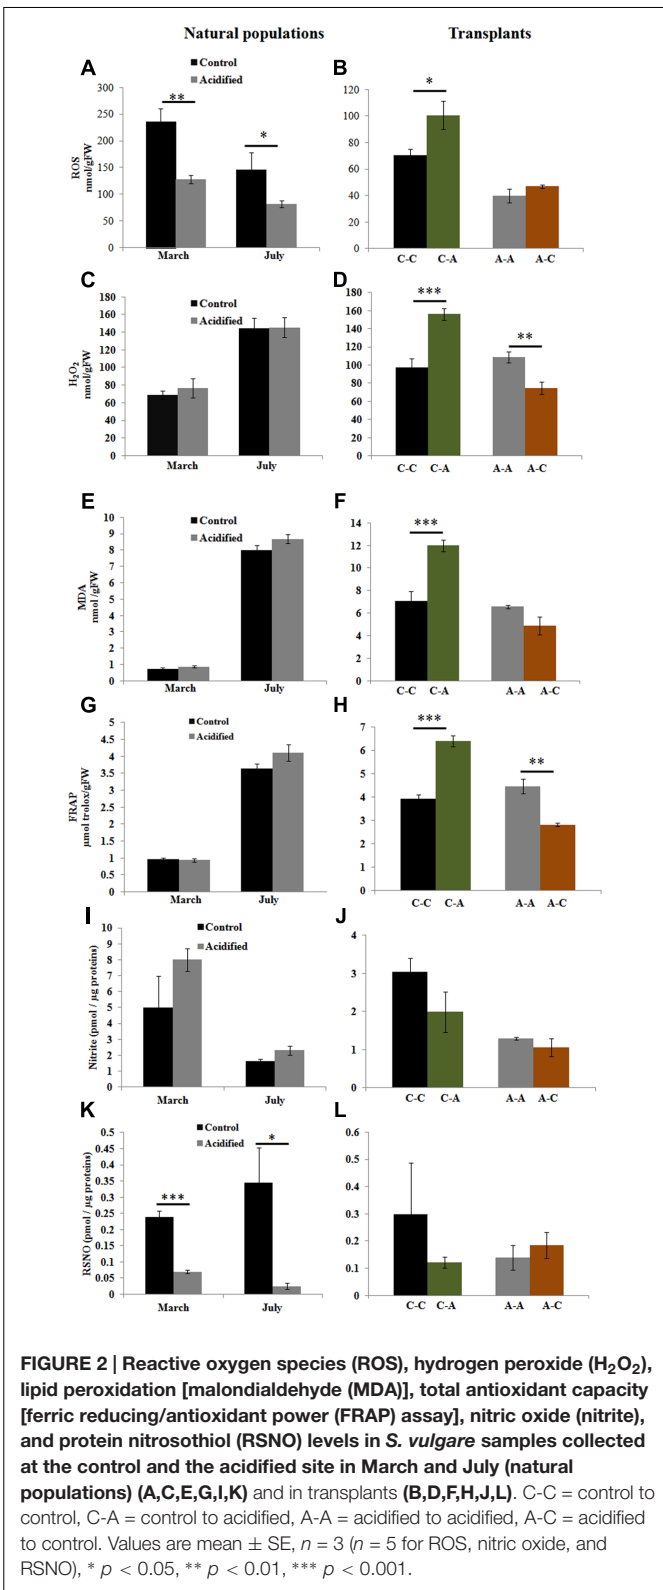 Natural populations
Transplants
A
Control
Acidified
ROS
nmol/gFW
300
250
200
150
100
50
0
**
*
March
July
B
120
100
80
60
40
20
0
*
C-C
C-A
A-A
A-C
C
Control
Acidified
H₂O₂
nmol/gFW
180
160
140
120
100
80
60
40
20
0
March
July
D
180
160
140
120
100
80
60
40
20
0
***
**
C-C
C-A
A-A
A-C
E
Control
Acidified
MDA
nmol /gFW
10
9
8
7
6
5
4
3
2
1
0
March
July
F
14
12
10
8
6
4
2
0
***
C-C
C-A
A-A
A-C
G
Control
Acidified
FRAP
µmol trolox/gFW
5
4.5
4
3.5
3
2.5
2
1.5
1
0.5
0
March
July
H
7
6
5
4
3
2
1
0
***
**
C-C
C-A
A-A
A-C
I
Control
Acidified
Nitrite (pmol / µg proteins)
10
9
8
7
6
5
4
3
2
1
0
March
July
J
4
3
2
1
0
C-C
C-A
A-A
A-C
K
Control
Acidified
RSNO (pmol / µg proteins)
0.5
0.45
0.4
0.35
0.3
0.25
0.2
0.15
0.1
0.05
0
***
*
March
July
L
0.6
0.5
0.4
0.3
0.2
0.1
0
C-C
C-A
A-A
A-C
FIGURE 2 | Reactive oxygen species (ROS), hydrogen peroxide (H₂O₂),
lipid peroxidation [malondialdehyde (MDA)], total antioxidant capacity
[ferric reducing/antioxidant power (FRAP) assay], nitric oxide (nitrite),
and protein nitrosothiol (RSNO) levels in S. vulgare samples collected
at the control and the acidified site in March and July (natural
populations) (A,C,E,G,I,K) and in transplants (B,D,F,H,J,L). C-C = control to
control, C-A = control to acidified, A-A = acidified to acidified, A-C = acidified
to control. Values are mean ± SE, n = 3 (n = 5 for ROS, nitric oxide, and
RSNO), * p < 0.05, ** p < 0.01, *** p < 0.001.